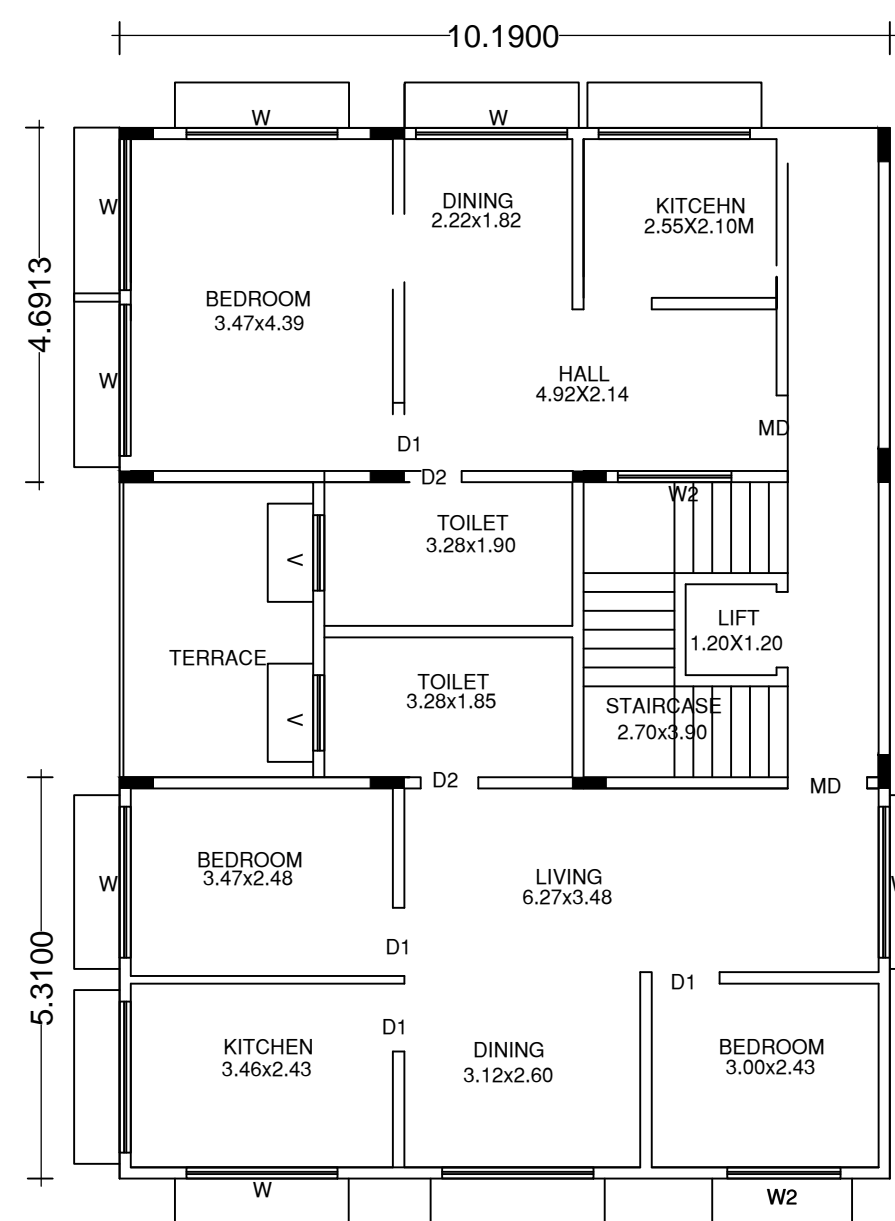 10.1900
W
W
W
DINING
2.22x1.82
KITCEHN
2.55X2.10M
4.6913
BEDROOM
3.47x4.39
W
HALL
4.92X2.14
MD
D1
D2
W2
TOILET
3.28x1.90
V
LIFT
1.20X1.20
TERRACE
TOILET
3.28x1.85
STAIRCASE
2.70x3.90
V
D2
MD
BEDROOM
3.47x2.48
LIVING
6.27x3.48
W
W
D1
D1
5.3100
D1
KITCHEN
3.46x2.43
DINING
3.12x2.60
BEDROOM
3.00x2.43
W
W2